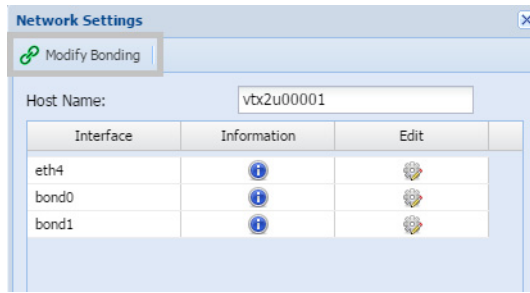 Network Settings
Modify Bonding
Host Name: vtx2u00001
Interface Information Edit
eth4
bond0
bond1